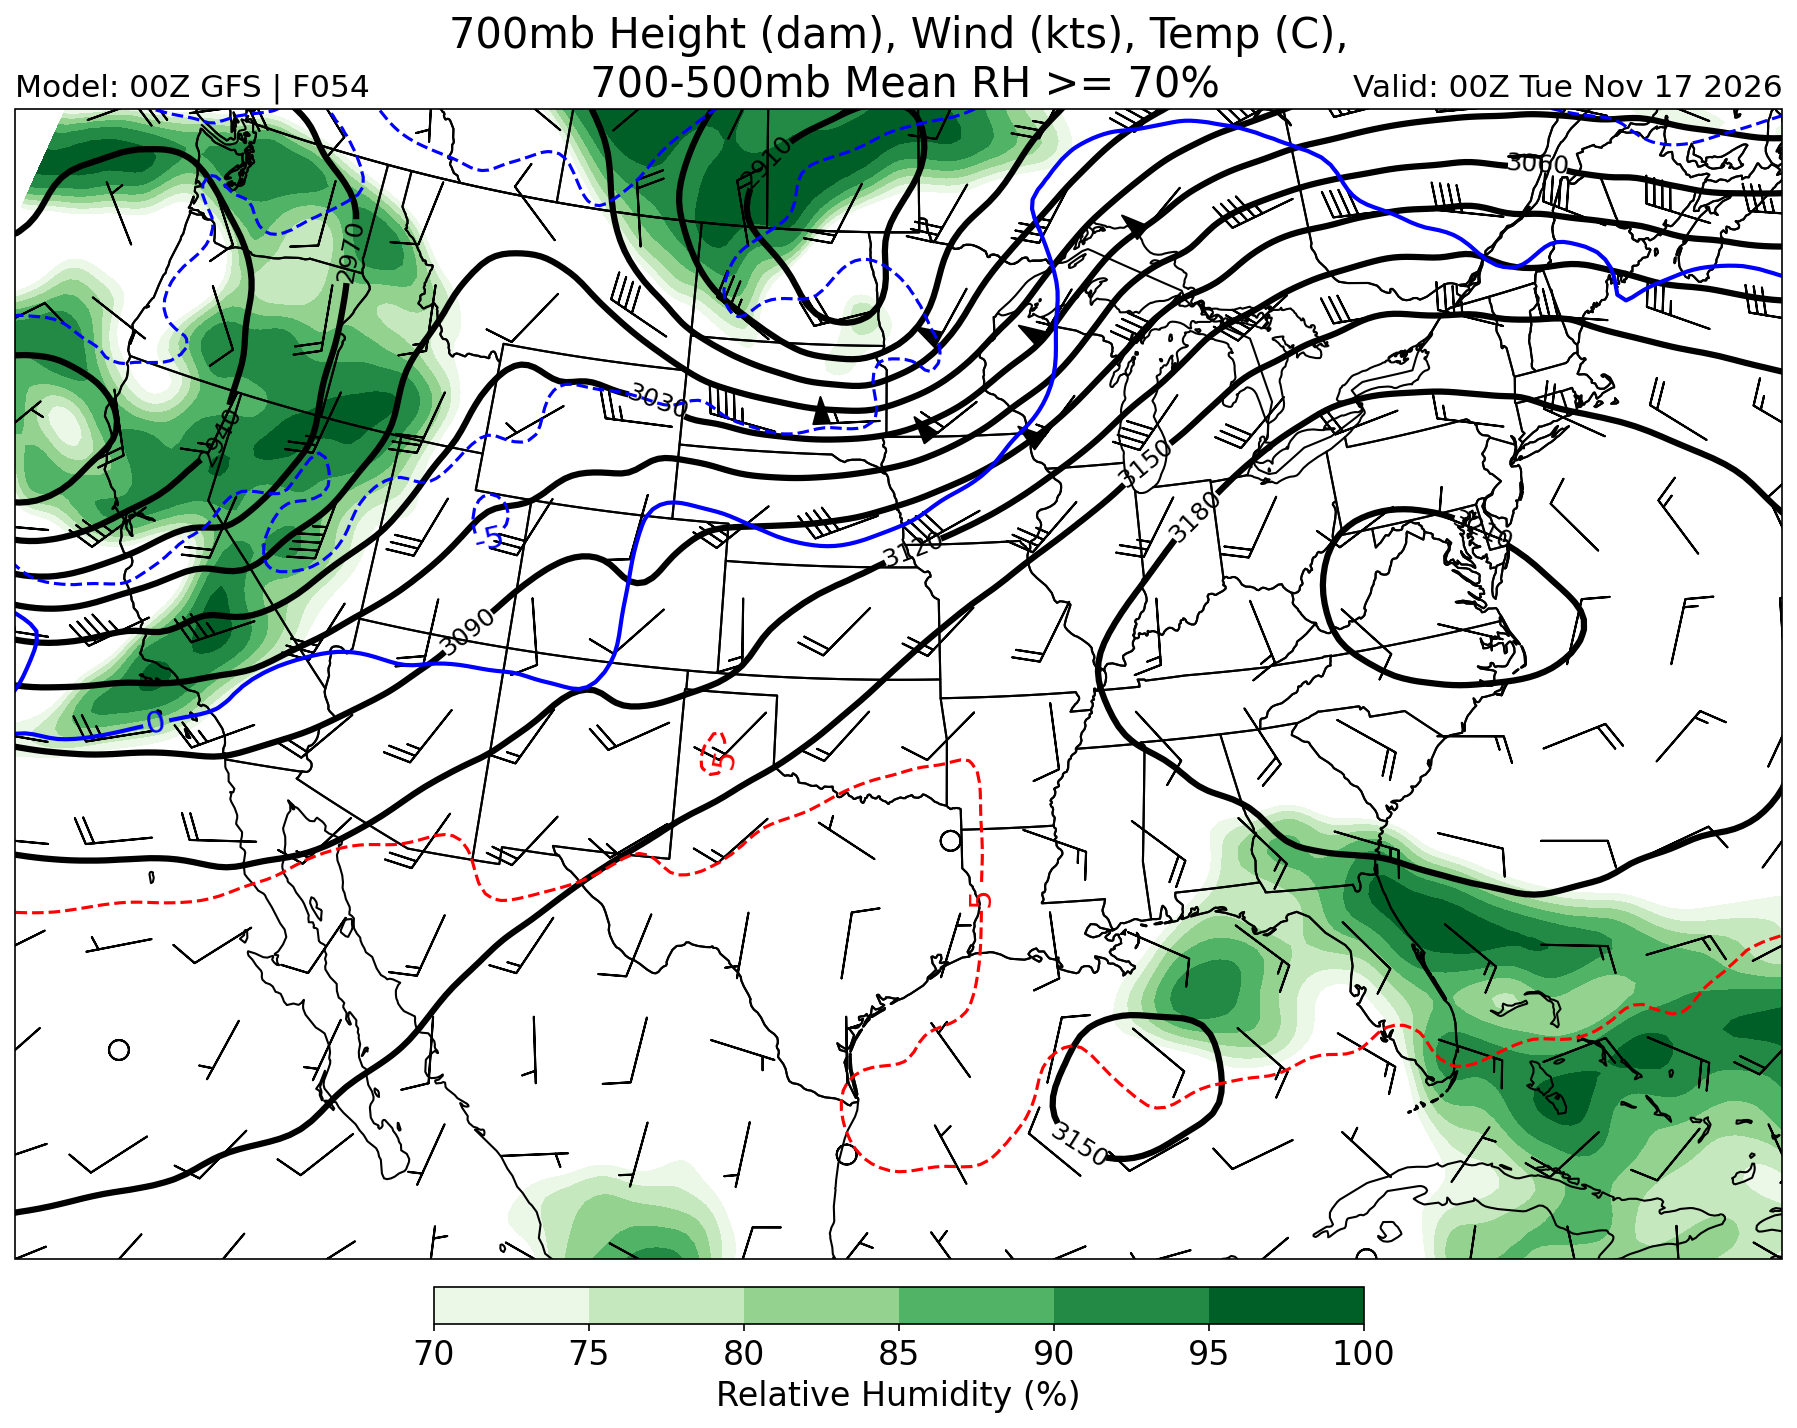 700mb Height (dam), Wind (kts), Temp (C),
700-500mb Mean RH >= 70%
Model: 00Z GFS | F054
Valid: 00Z Tue Nov 17 2026
2910
3060
2970
3030
2940
3150
3180
-5
3120
3090
0
5
5
3150
70 75 80 85 90 95 100
Relative Humidity (%)